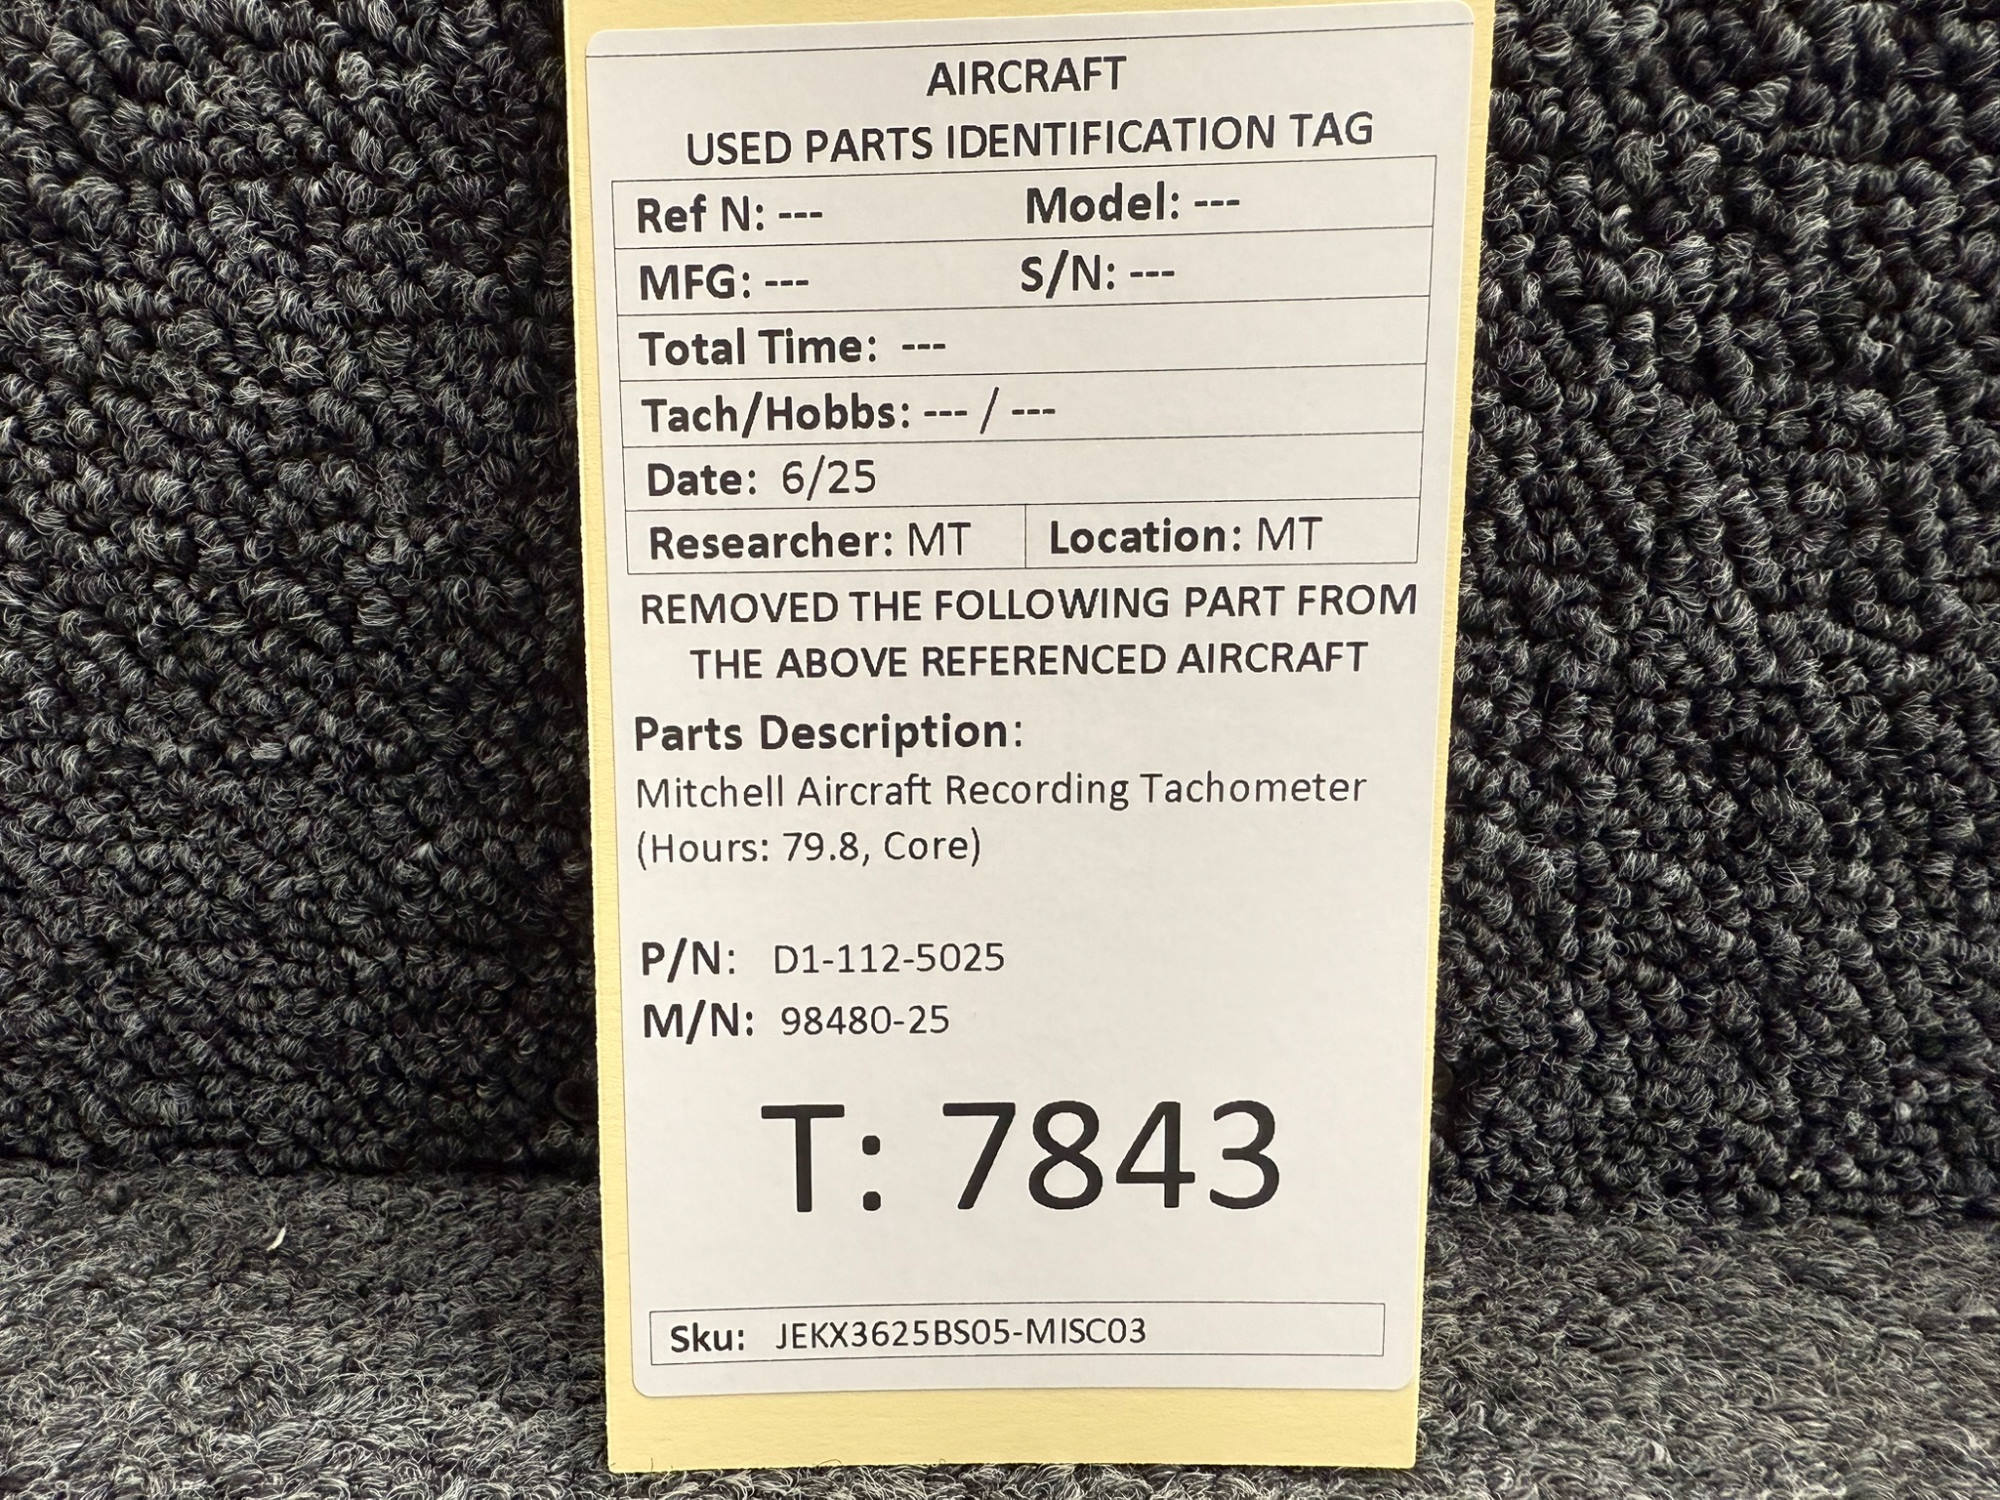 AIRCRAFT
USED PARTS IDENTIFICATION TAG
Ref N: --- Model: ---
MFG: --- S/N: ---
Total Time: ---
Tach/Hobbs: --- / ---
Date: 6/25
Researcher: MT Location: MT
REMOVED THE FOLLOWING PART FROM
THE ABOVE REFERENCED AIRCRAFT
Parts Description:
Mitchell Aircraft Recording Tachometer
(Hours: 79.8, Core)
P/N: D1-112-5025
M/N: 98480-25
T: 7843
Sku: JEKX3625BS05-MISC03